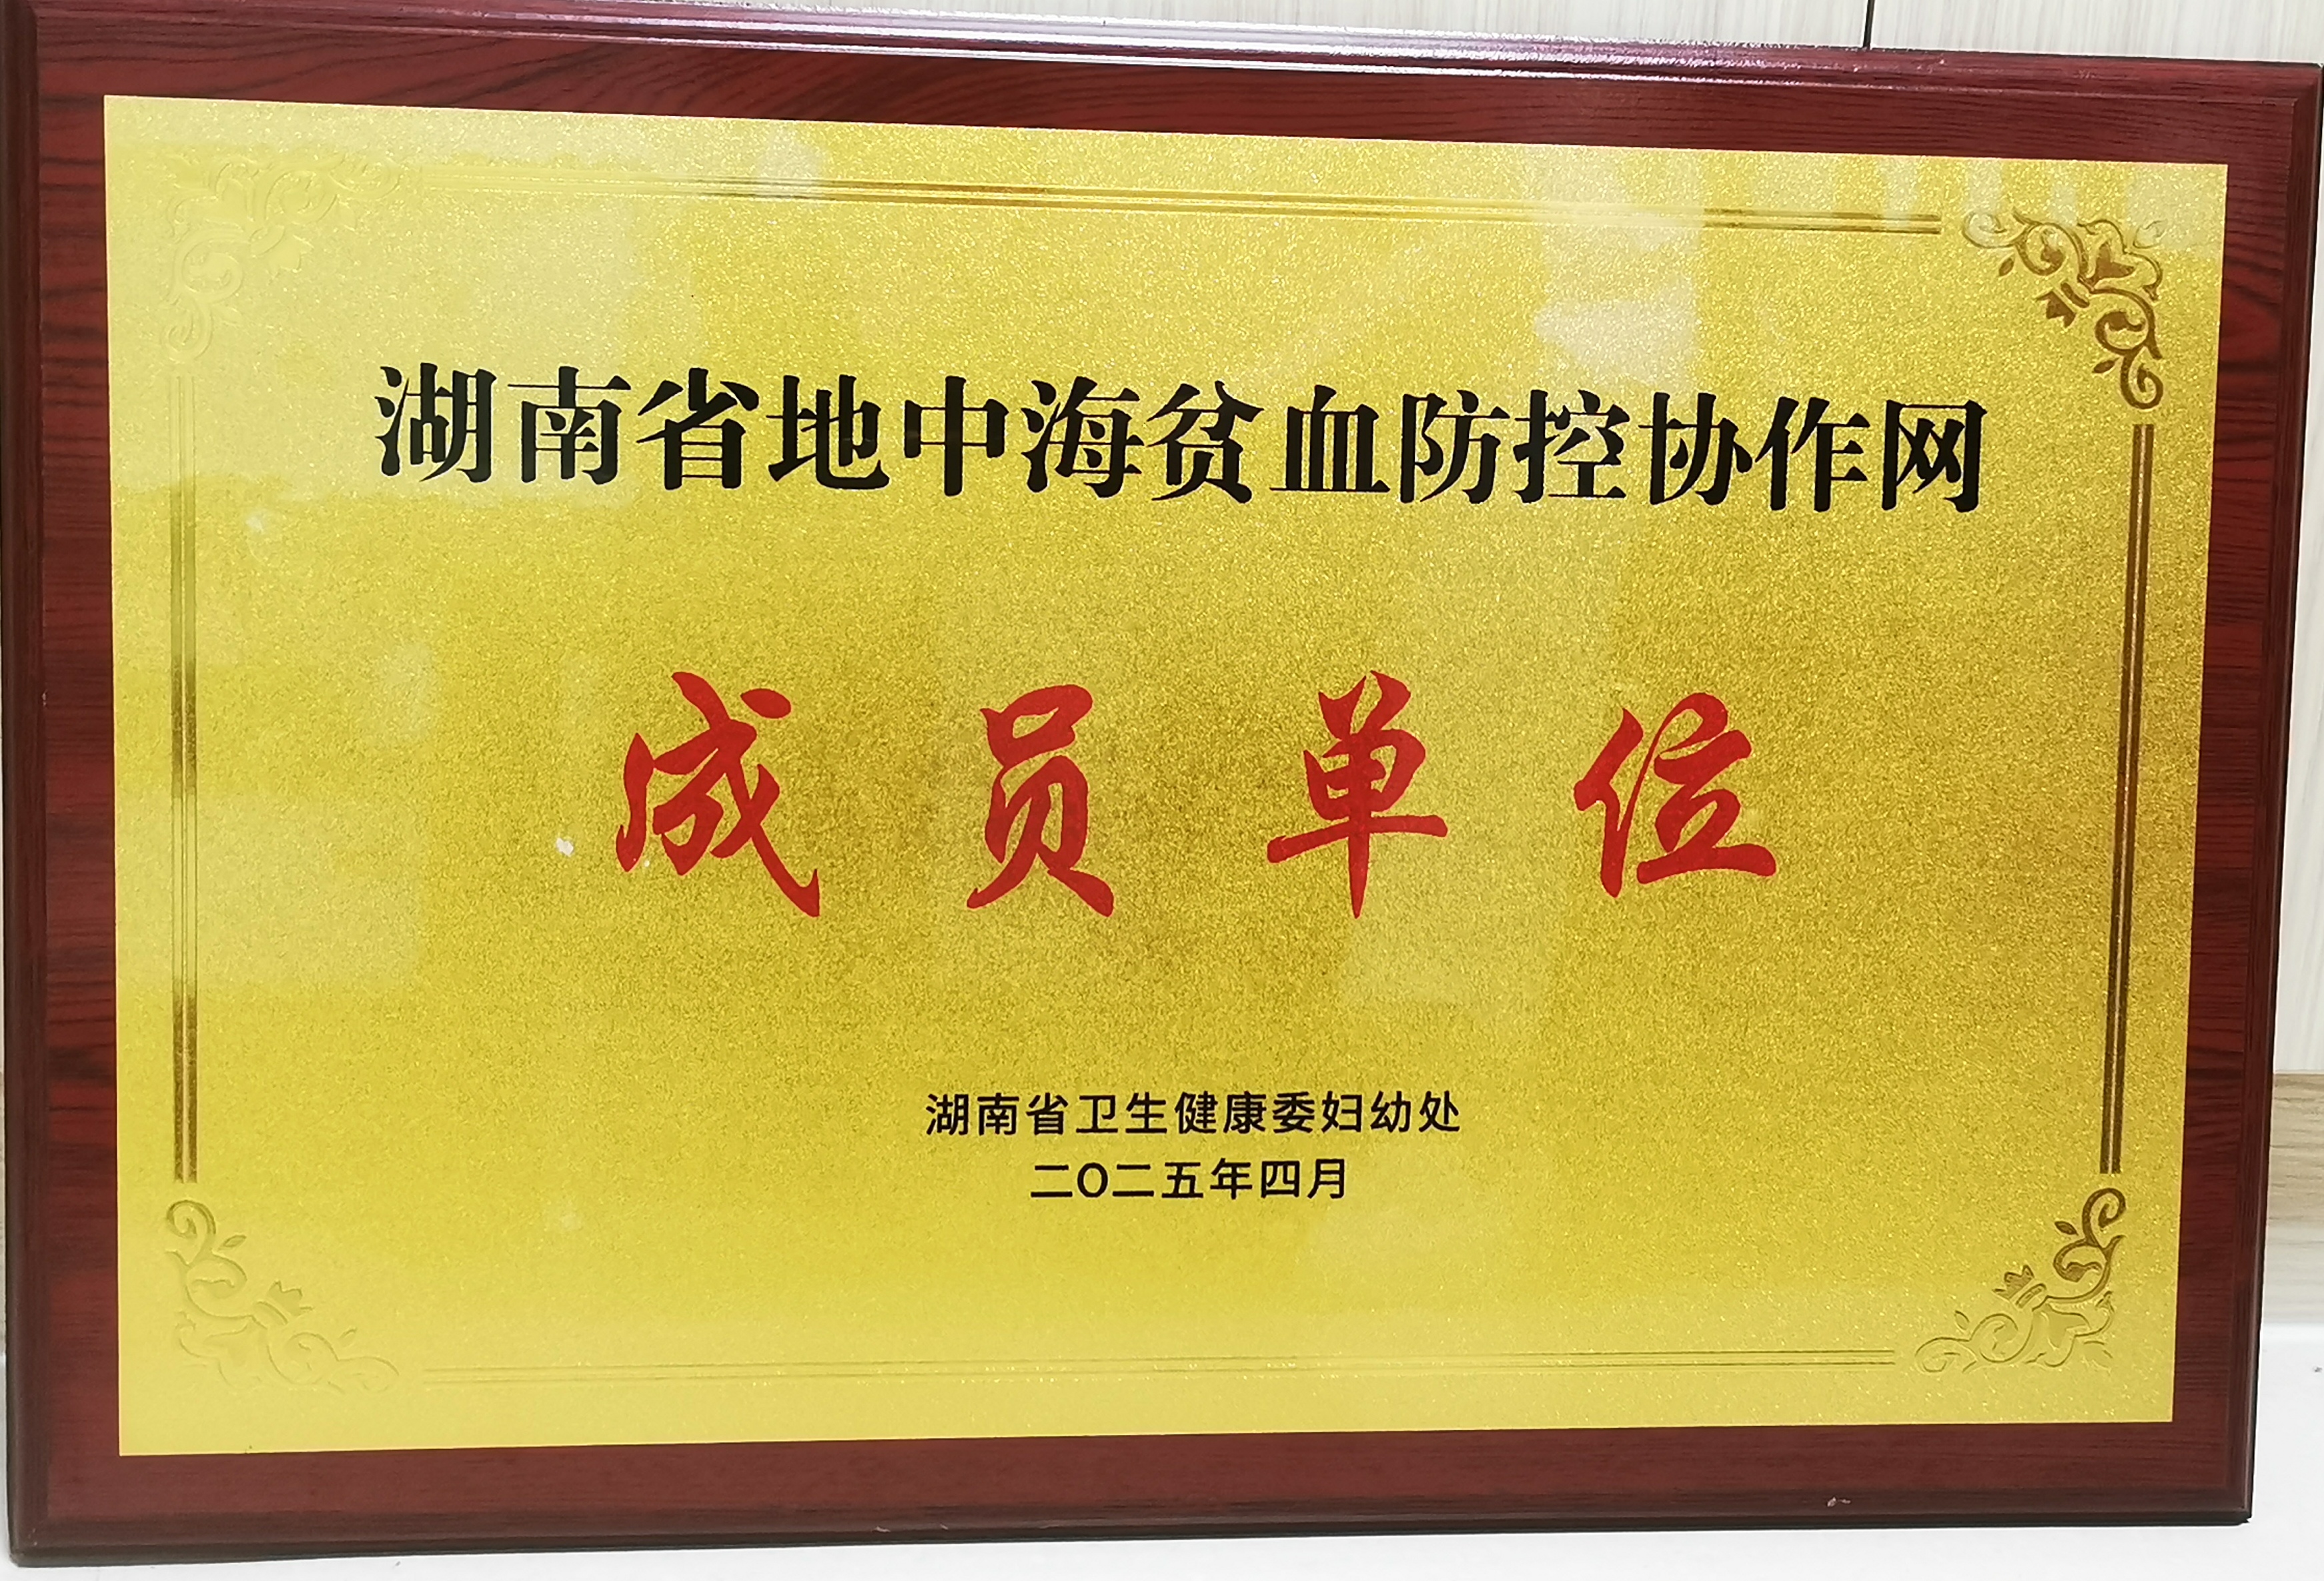 湖南省地中海贫血防控协作网
成员单位
湖南省卫生健康委妇幼处
二〇二五年四月